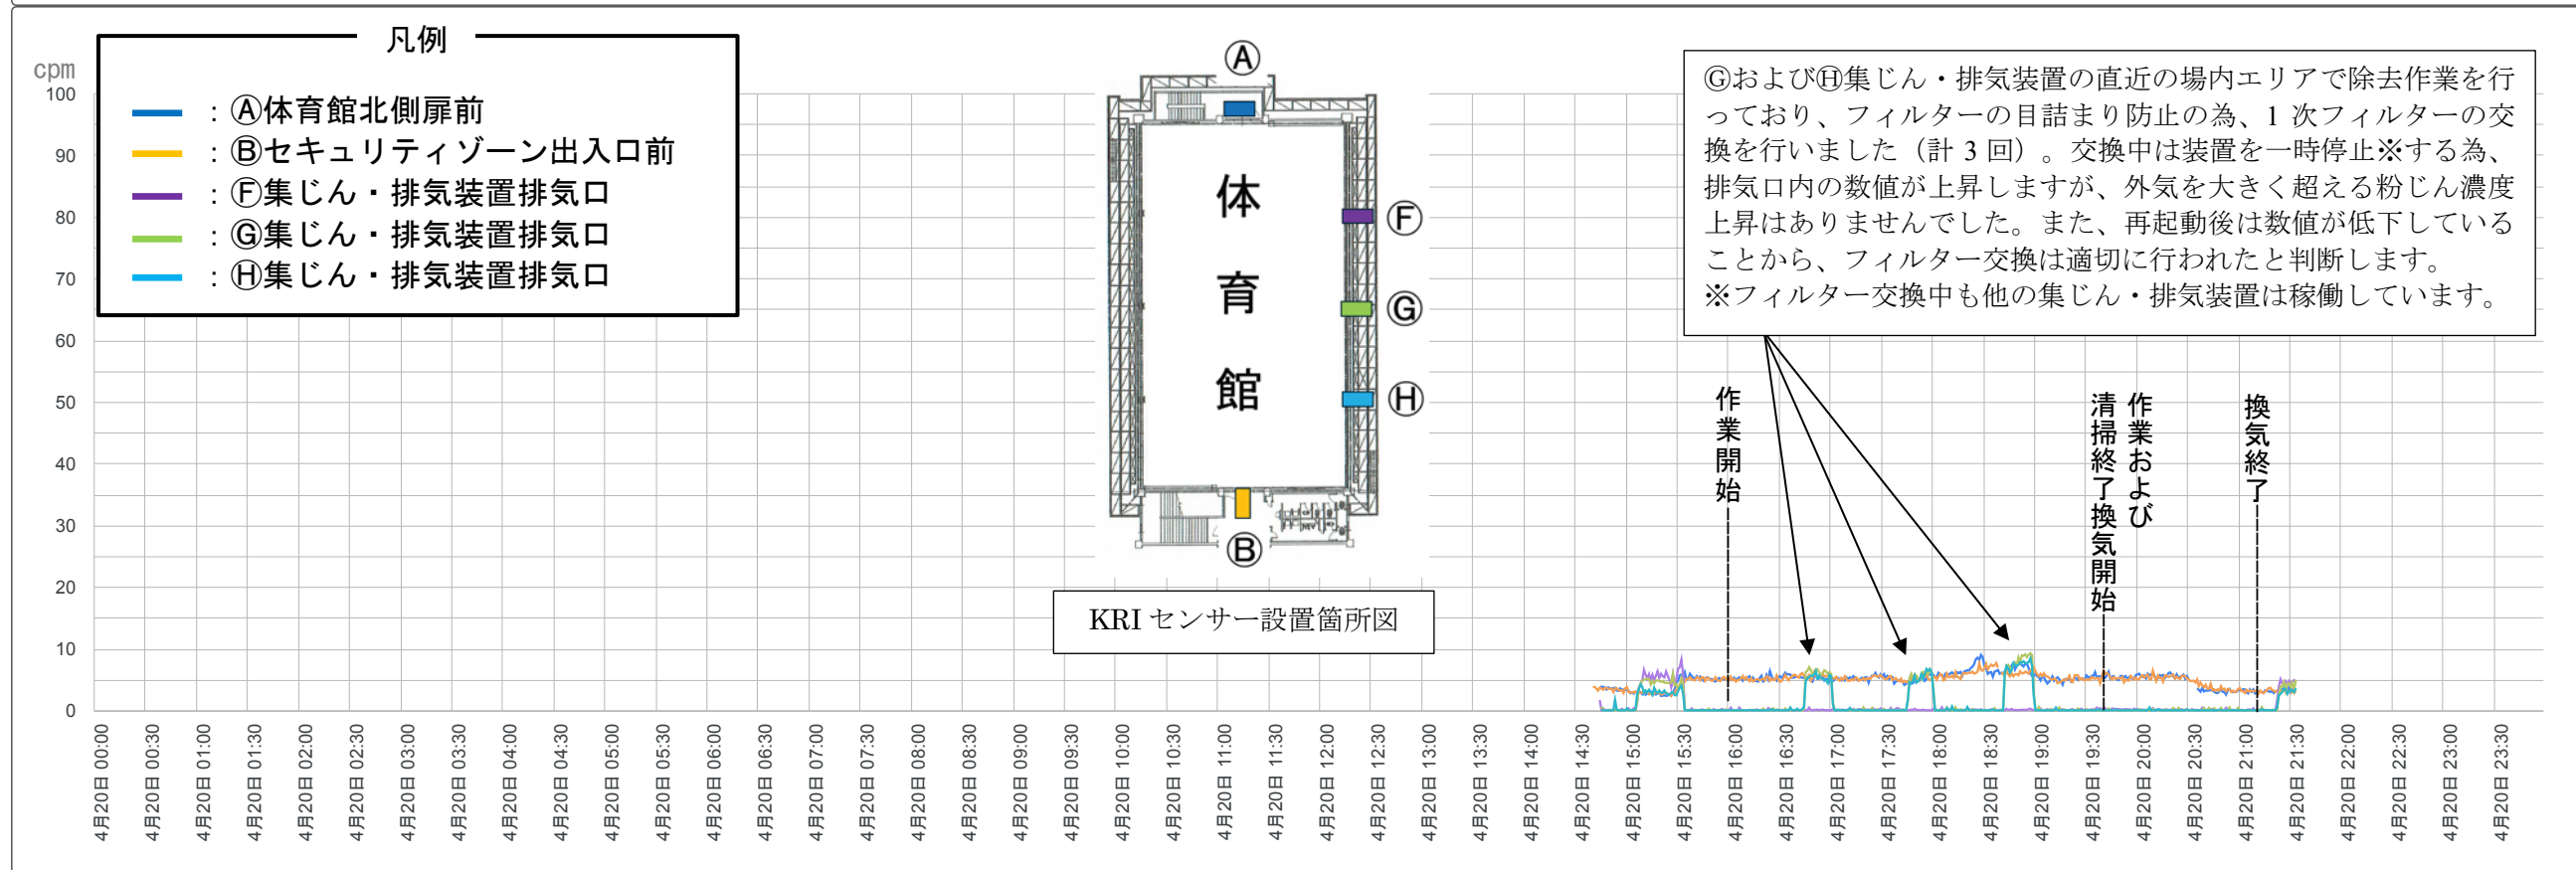 凡例
cpm
：Ⓐ体育館北側扉前
：Ⓑセキュリティゾーン出入口前
：Ⓕ集じん・排気装置排気口
：Ⓖ集じん・排気装置排気口
：Ⓗ集じん・排気装置排気口
Ⓐ
体育館
Ⓕ
Ⓖ
Ⓗ
Ⓑ
KRIセンサー設置箇所図
ⒼおよびⒽ集じん・排気装置の直近の場内エリアで除去作業を行
っており、フィルターの目詰まり防止の為、1 次フィルターの交
換を行いました（計 3 回）。交換中は装置を一時停止※する為、
排気口内の数値が上昇しますが、外気を大きく超える粉じん濃度
上昇はありませんでした。また、再起動後は数値が低下している
ことから、フィルター交換は適切に行われたと判断します。
※フィルター交換中も他の集じん・排気装置は稼働しています。
作業開始
作業および
清掃終了換気開始
換気終了
100
90
80
70
60
50
40
30
20
10
0
4月20日 00:00
4月20日 00:30
4月20日 01:00
4月20日 01:30
4月20日 02:00
4月20日 02:30
4月20日 03:00
4月20日 03:30
4月20日 04:00
4月20日 04:30
4月20日 05:00
4月20日 05:30
4月20日 06:00
4月20日 06:30
4月20日 07:00
4月20日 07:30
4月20日 08:00
4月20日 08:30
4月20日 09:00
4月20日 09:30
4月20日 10:00
4月20日 10:30
4月20日 11:00
4月20日 11:30
4月20日 12:00
4月20日 12:30
4月20日 13:00
4月20日 13:30
4月20日 14:00
4月20日 14:30
4月20日 15:00
4月20日 15:30
4月20日 16:00
4月20日 16:30
4月20日 17:00
4月20日 17:30
4月20日 18:00
4月20日 18:30
4月20日 19:00
4月20日 19:30
4月20日 20:00
4月20日 20:30
4月20日 21:00
4月20日 21:30
4月20日 22:00
4月20日 22:30
4月20日 23:00
4月20日 23:30